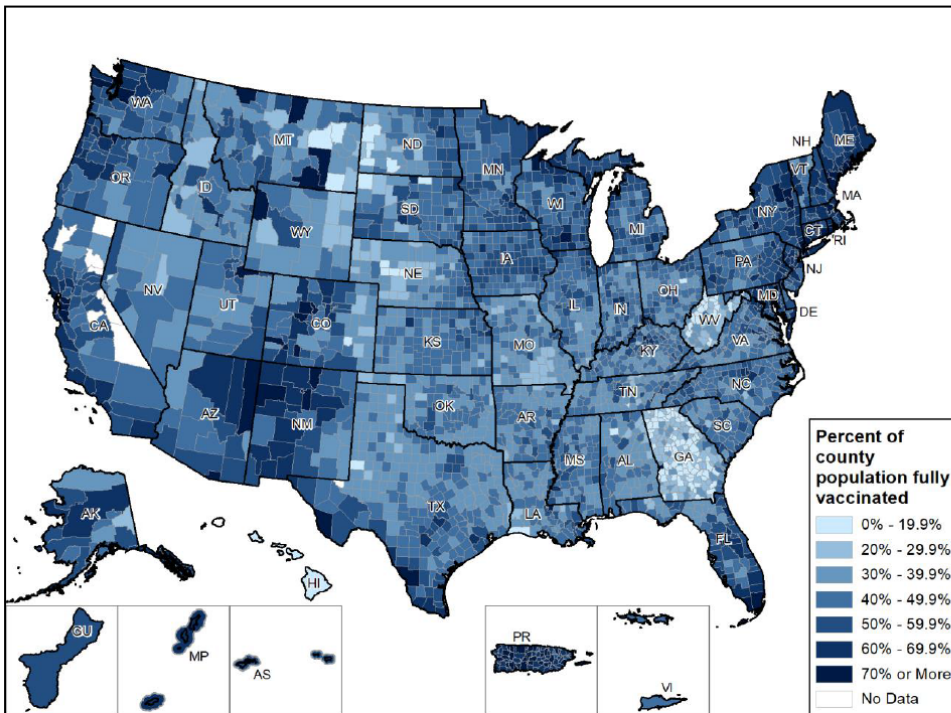 WA
MT
ND
MN
NH
VT
ME
OR
ID
SD
WI
MI
NY
MA
WY
CT
RI
IA
NE
PA
NJ
NV
UT
IL
IN
OH
MD
DE
CA
CO
WV
KS
MO
VA
KY
AZ
NM
OK
AR
TN
NC
SC
MS
AL
GA
TX
LA
AK
FL
HI
GU
MP
AS
PR
VI
Percent of
county
population fully
vaccinated
0% - 19.9%
20% - 29.9%
30% - 39.9%
40% - 49.9%
50% - 59.9%
60% - 69.9%
70% or More
No Data